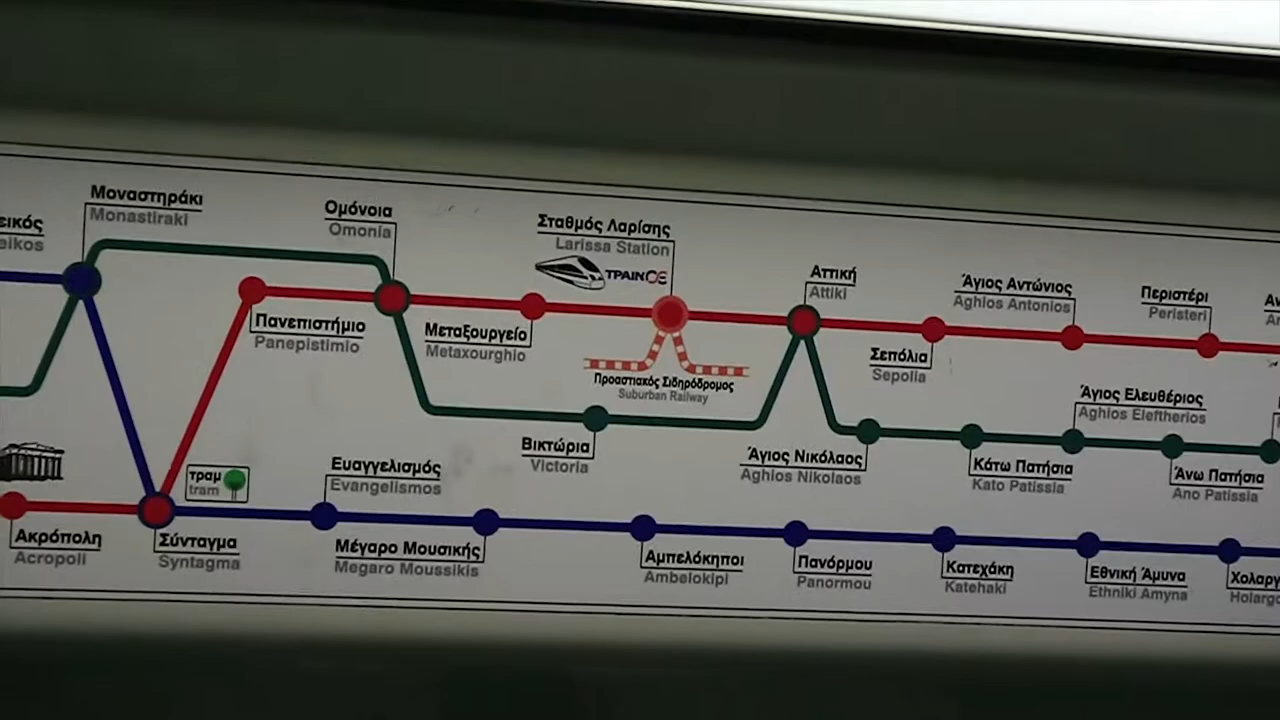 Μοναστηράκι
Monastiraki
Ομόνοια
Omonia
Σταθμός Λαρίσης
Larissa Station
ΤΡΑΙΝΟΣΕ
Αττική
Attiki
Άγιος Αντώνιος
Aghios Antonios
Περιστέρι
Peristeri
Πανεπιστήμιο
Panepistimio
Μεταξουργείο
Metaxourghio
Προαστιακός Σιδηρόδρομος
Suburban Railway
Σεπόλια
Sepolia
Άγιος Ελευθέριος
Aghios Eleftherios
Βικτώρια
Victoria
Άγιος Νικόλαος
Aghios Nikolaos
Κάτω Πατήσια
Kato Patissia
Άνω Πατήσια
Ano Patissia
τραμ
tram
Ευαγγελισμός
Evangelismos
Ακρόπολη
Acropoli
Σύνταγμα
Syntagma
Μέγαρο Μουσικής
Megaro Moussikis
Αμπελόκηποι
Ambelokipi
Πανόρμου
Panormou
Κατεχάκη
Katehaki
Εθνική Άμυνα
Ethniki Amyna